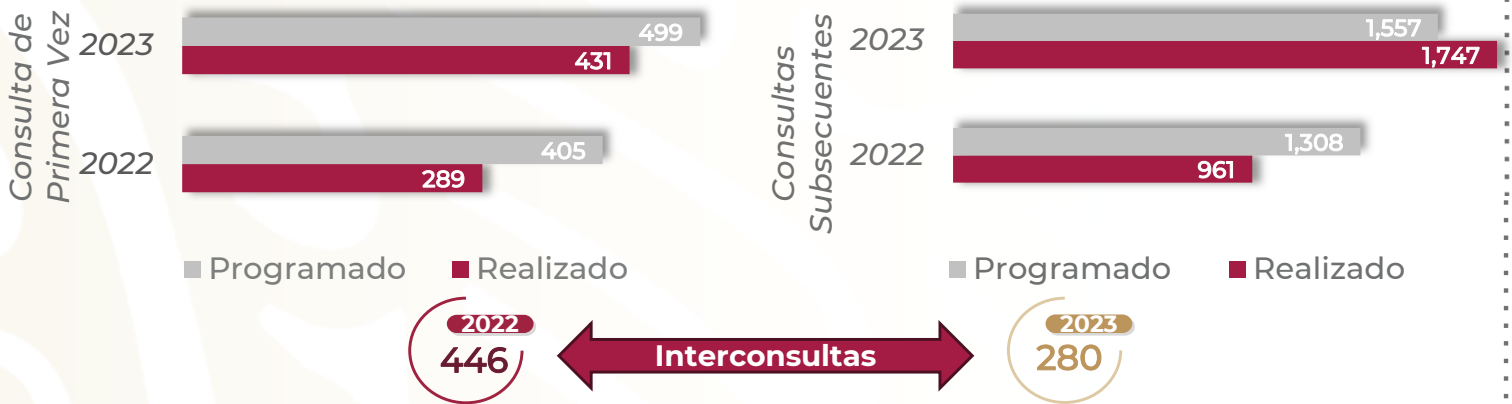 Consulta de
Primera Vez
2023
499
431
2022
405
289
Programado
Realizado
Consultas
Subsecuentes
2023
1,557
1,747
2022
1,308
961
Programado
Realizado
2022
446
Interconsultas
2023
280